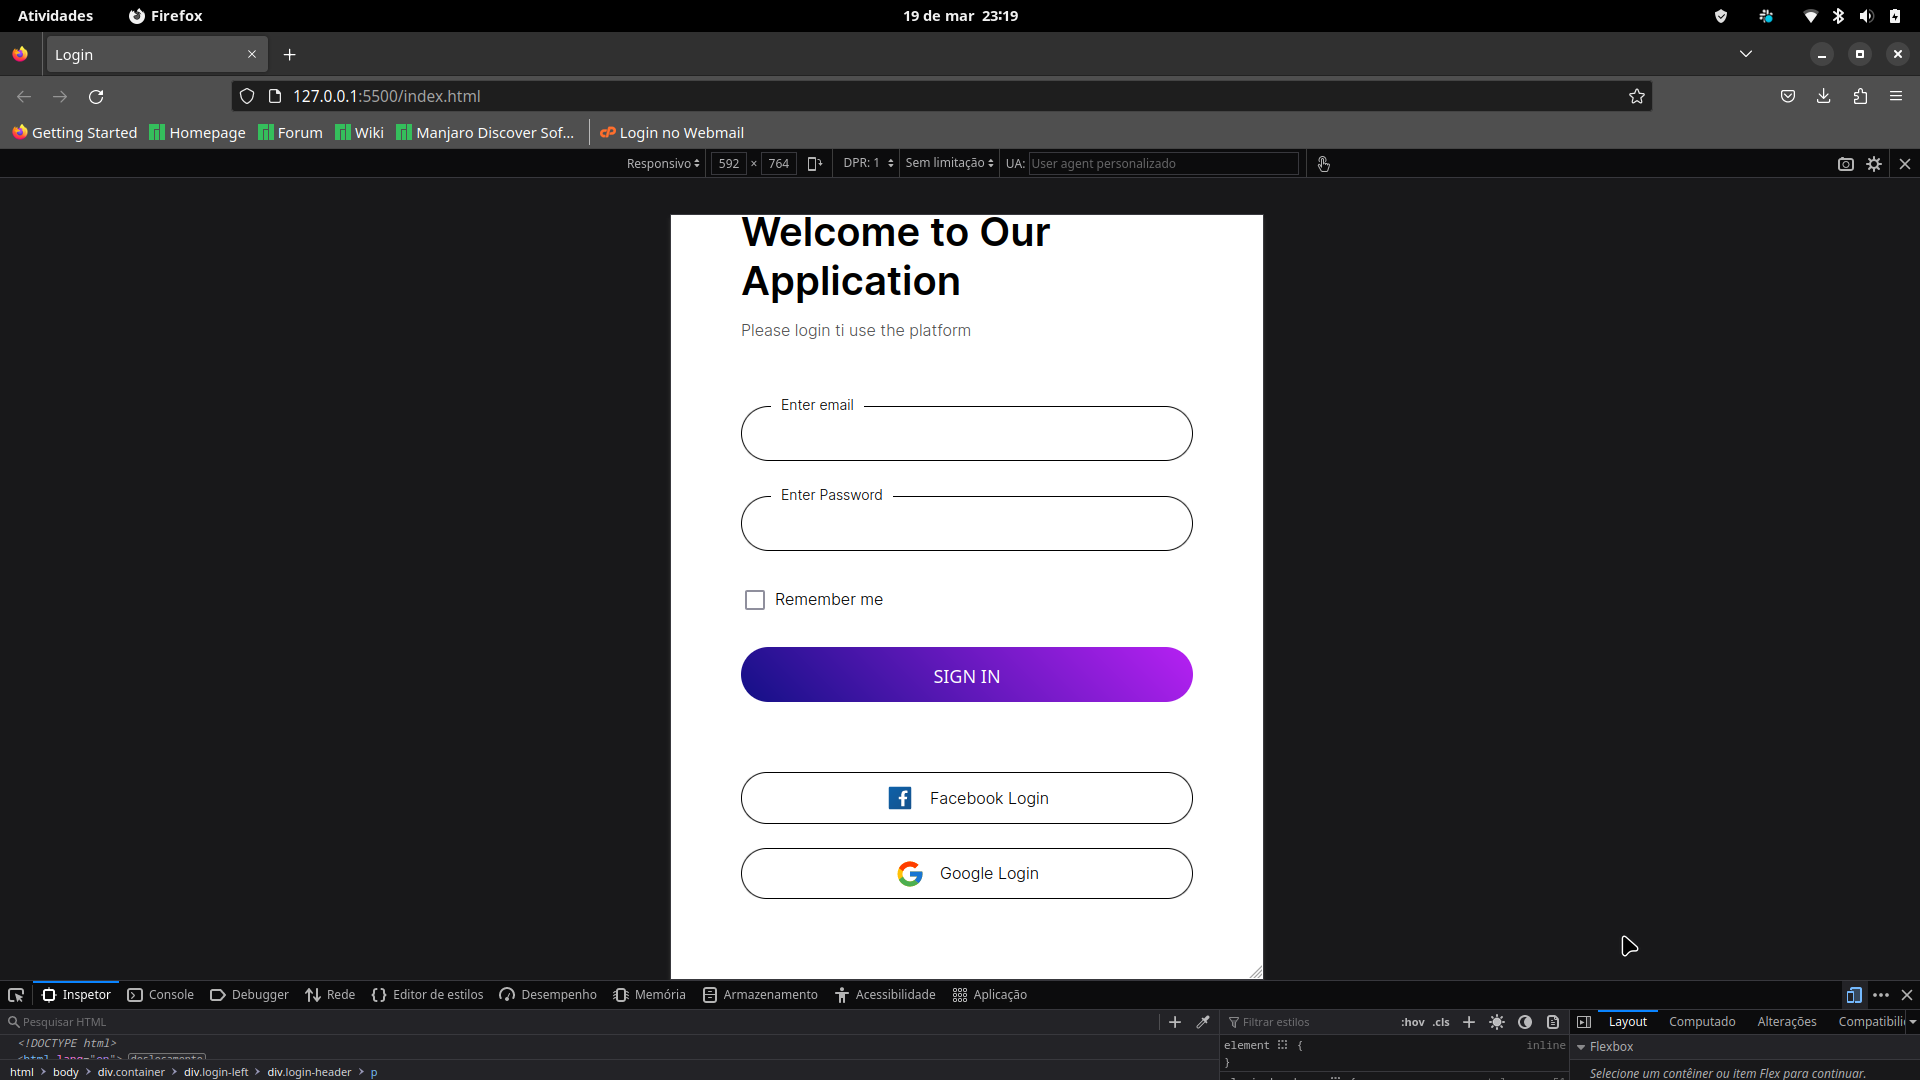 Atividades
Firefox
19 de mar 23:19
Login
127.0.0.1:5500/index.html
Getting Started
Homepage
Forum
Wiki
Manjaro Discover Sof...
Login no Webmail
Responsivo
592 × 764
DPR: 1
Sem limitação
UA: User agent personalizado
Welcome to Our
Application
Please login ti use the platform
Enter email
Enter Password
Remember me
SIGN IN
Facebook Login
Google Login
Inspetor
Console
Debugger
Rede
Editor de estilos
Desempenho
Memória
Armazenamento
Acessibilidade
Aplicação
Pesquisar HTML
Filtrar estilos
:hov .cls
Layout
Computado
Alterações
Compatibili
<!DOCTYPE html>
<html lang="en"> deslocamento
element { inline
}
Flexbox
Selecione um contêiner ou item Flex para continuar.
html > body > div.container > div.login-left > div.login-header > p